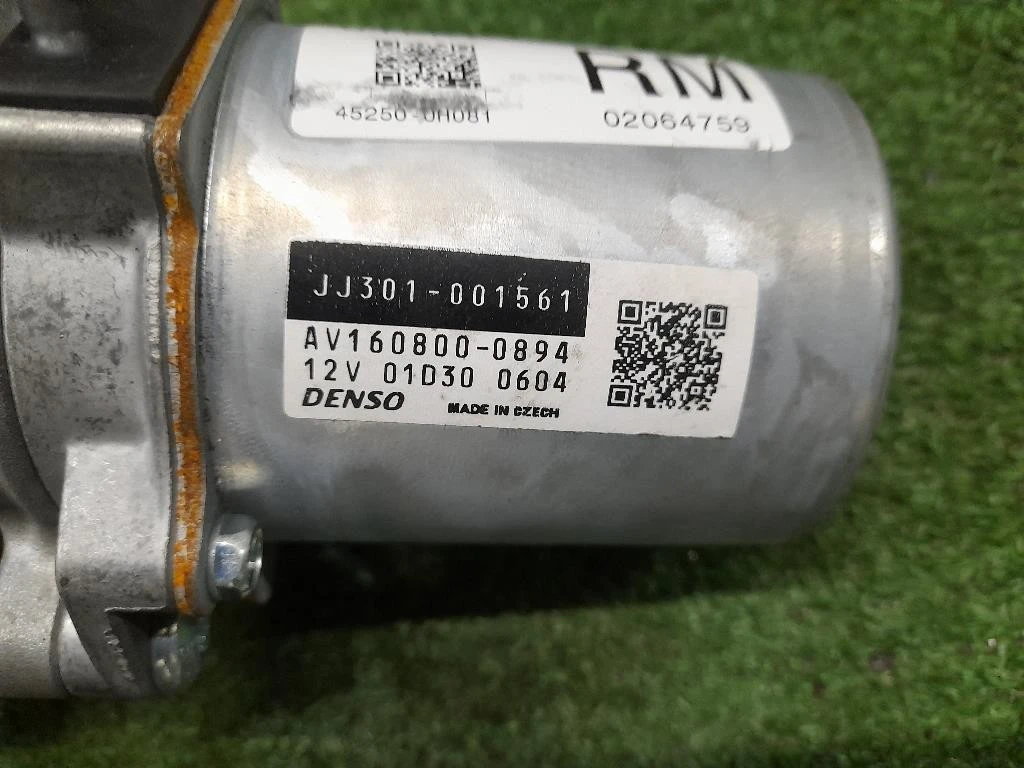 RM
45250-0H081
02064759
JJ301-001561
AV160800-0894
12V 01D30 0604
DENSO MADE IN CZECH